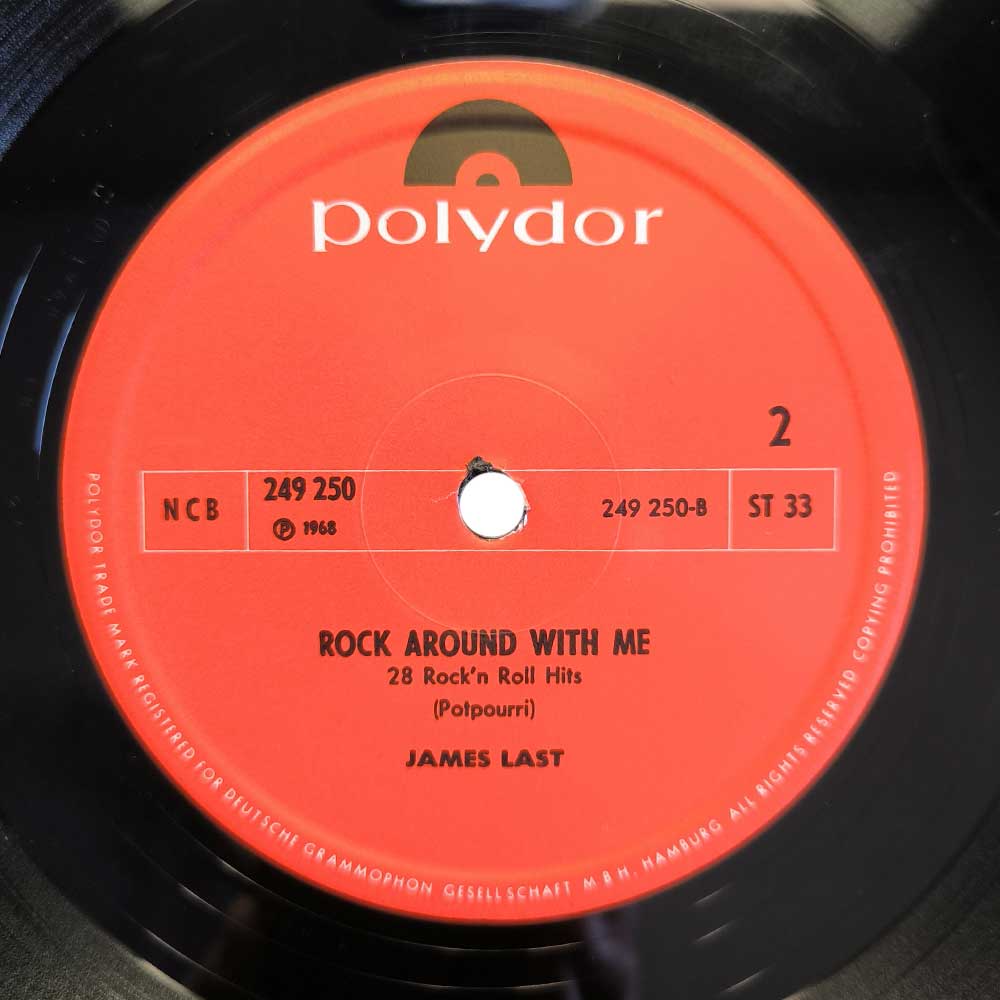 polydor
2
NCB
249 250
Ⓟ 1968
249 250-B
ST 33
ROCK AROUND WITH ME
28 Rock'n Roll Hits
(Potpourri)
JAMES LAST
POLYDOR TRADE MARK REGISTERED FOR DEUTSCHE GRAMMOPHON GESELLSCHAFT M B H, HAMBURG ALL RIGHTS RESERVED COPYING PROHIBITED